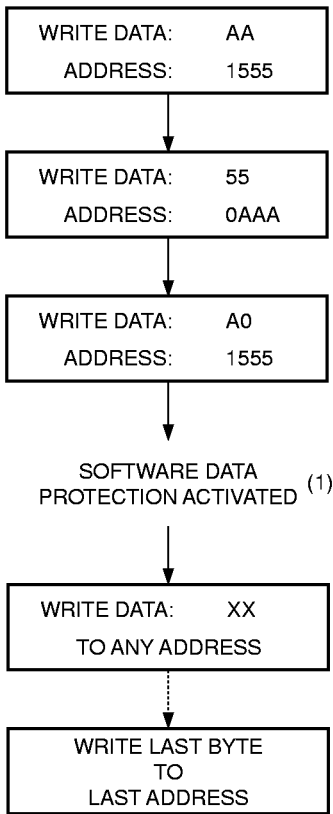 WRITE DATA: AA
ADDRESS: 1555
WRITE DATA: 55
ADDRESS: 0AAA
WRITE DATA: A0
ADDRESS: 1555
SOFTWARE DATA
PROTECTION ACTIVATED (1)
WRITE DATA: XX
TO ANY ADDRESS
WRITE LAST BYTE
TO
LAST ADDRESS